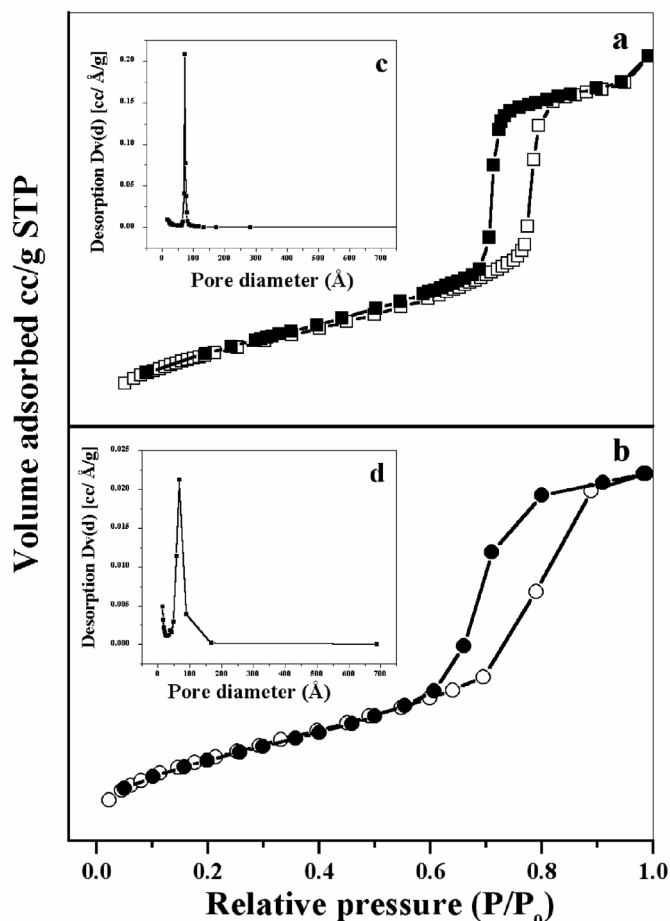 Volume adsorbed cc/g STP
a
c
Desorption Dv(d) [cc/ Å/g]
0.20
0.15
0.10
0.05
0.00
0 100 200 300 400 500 600 700
Pore diameter (Å)
b
d
Desorption Dv(d) [cc/ Å/g]
0.025
0.020
0.015
0.010
0.005
0.000
0 100 200 300 400 500 600 700
Pore diameter (Å)
0.0 0.2 0.4 0.6 0.8 1.0
Relative pressure (P/P₀)